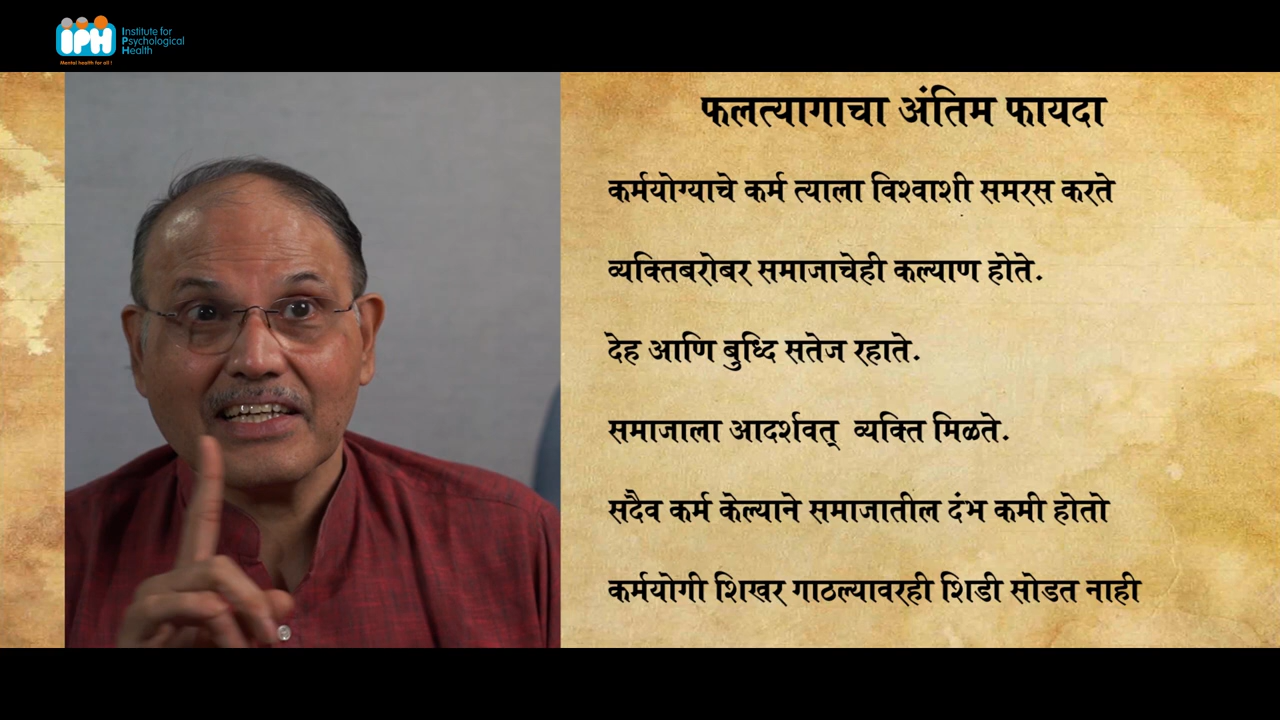 IPH
Institute for
Psychological
Health
Mental health for all !
फलत्यागाचा अंतिम फायदा
कर्मयोग्याचे कर्म त्याला विश्वाशी समरस करते
व्यक्तिबरोबर समाजाचेही कल्याण होते.
देह आणि बुध्दि सतेज रहाते.
समाजाला आदर्शवत् व्यक्ति मिळते.
सदैव कर्म केल्याने समाजातील दंभ कमी होतो
कर्मयोगी शिखर गाठल्यावरही शिडी सोडत नाही